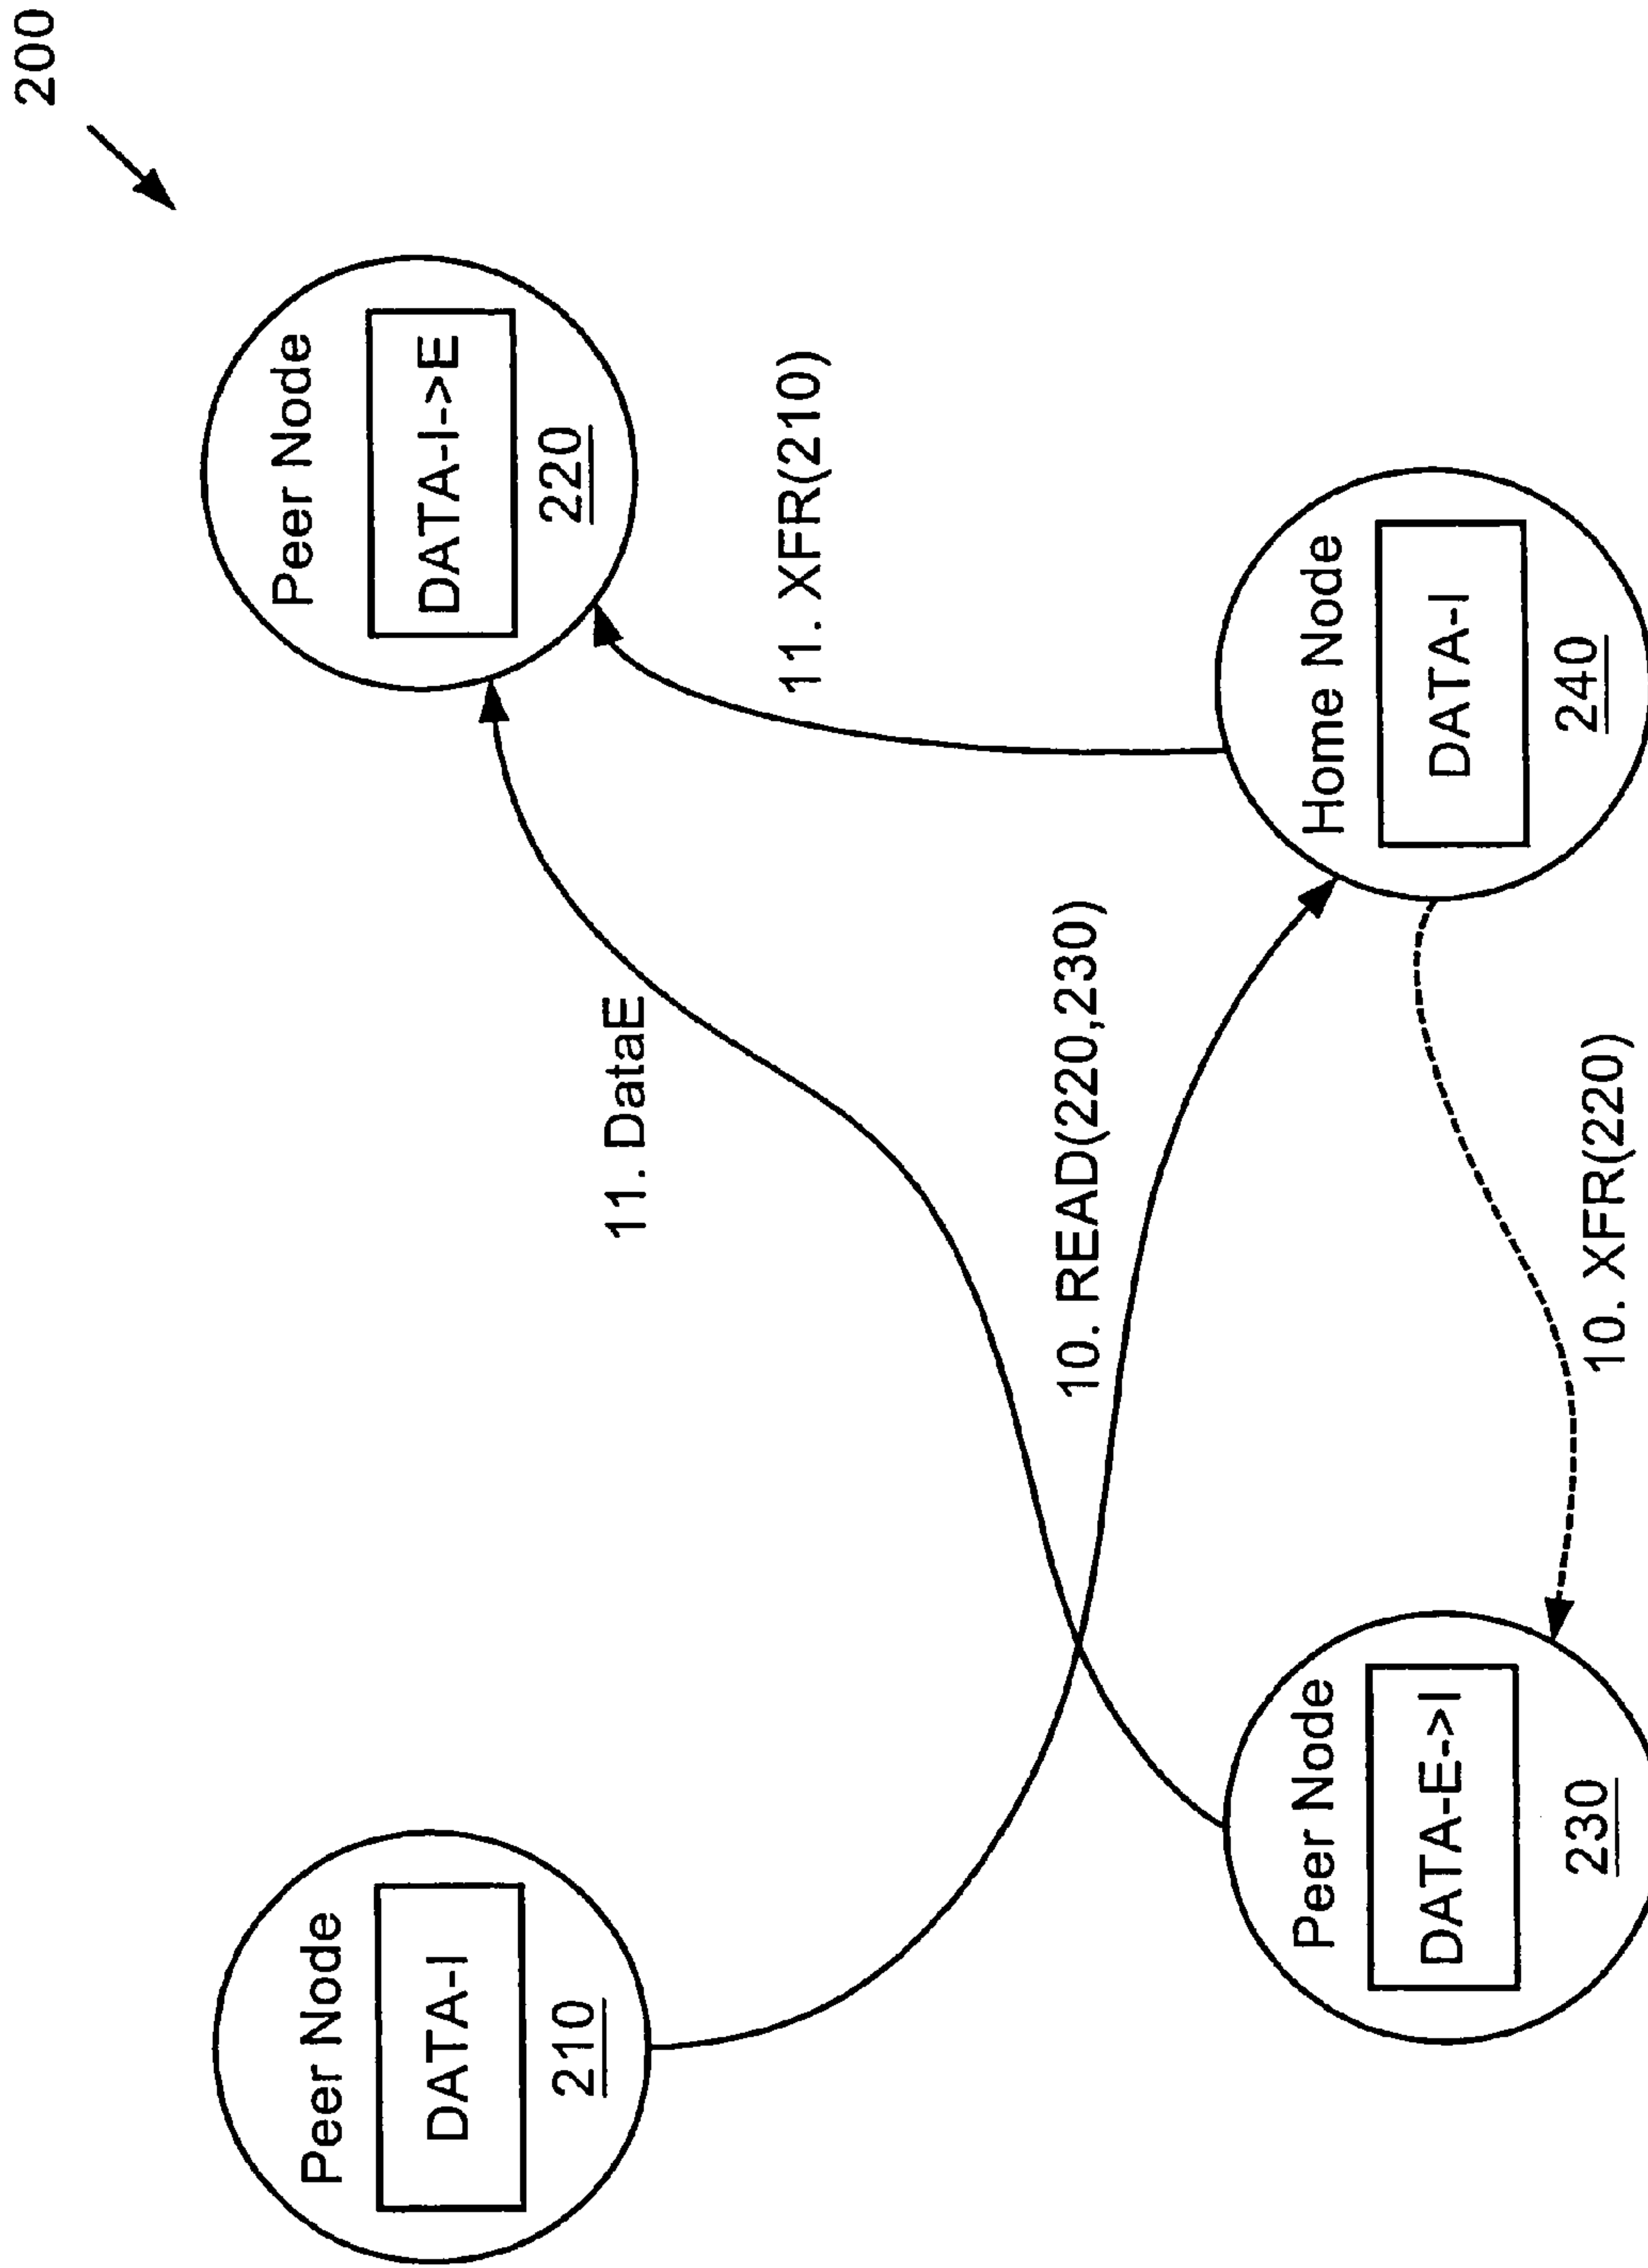 200
Peer Node
DATA-I
210
Peer Node
DATA-I->E
220
11. DataE
11. XFR(210)
10. READ(220,230)
Peer Node
DATA-E->I
230
Home Node
DATA-I
240
10. XFR(220)